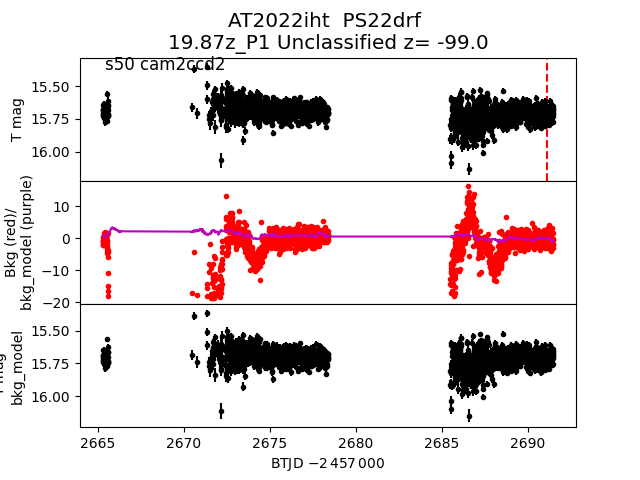 AT2022iht  PS22drf
19.87z_P1 Unclassified z= -99.0
s50 cam2ccd2
T mag
15.50
15.75
16.00
Bkg (red)/
bkg_model (purple)
10
0
−10
−20
bkg_model
15.50
15.75
16.00
2665
2670
2675
2680
2685
2690
BTJD −2 457 000